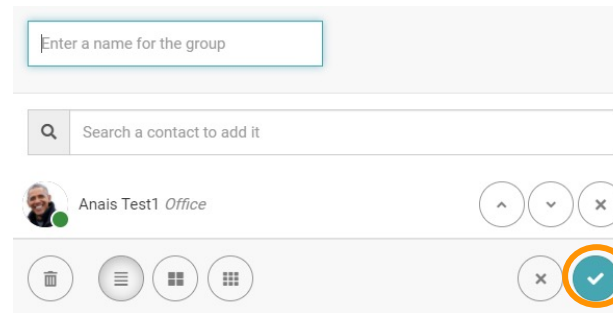 Enter a name for the group
Search a contact to add it
Anais Test1 Office